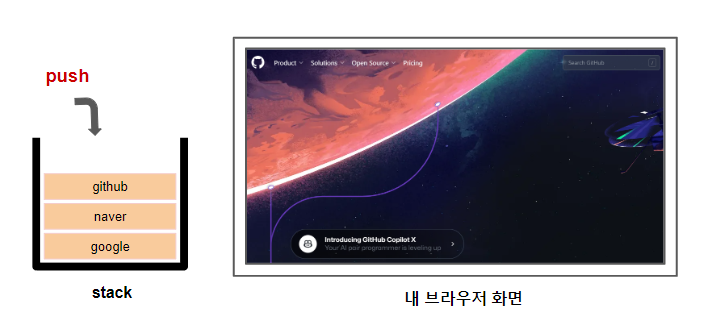 push
github
naver
google
stack
Product Solutions Open Source Pricing
Search GitHub /
Introducing GitHub Copilot X
Your AI pair programmer is leveling up
내 브라우저 화면